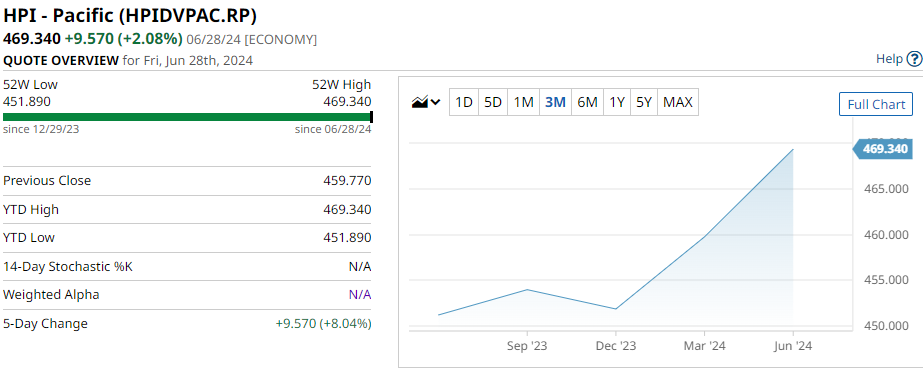 HPI - Pacific (HPIDVPAC.RP)
469.340 +9.570 (+2.08%) 06/28/24 [ECONOMY]
QUOTE OVERVIEW for Fri, Jun 28th, 2024
Help ?
52W Low 52W High
451.890 469.340
since 12/29/23 since 06/28/24
Previous Close 459.770
YTD High 469.340
YTD Low 451.890
14-Day Stochastic %K N/A
Weighted Alpha N/A
5-Day Change +9.570 (+8.04%)
1D 5D 1M 3M 6M 1Y 5Y MAX
Full Chart
469.340
465.000
460.000
455.000
450.000
Sep '23 Dec '23 Mar '24 Jun '24